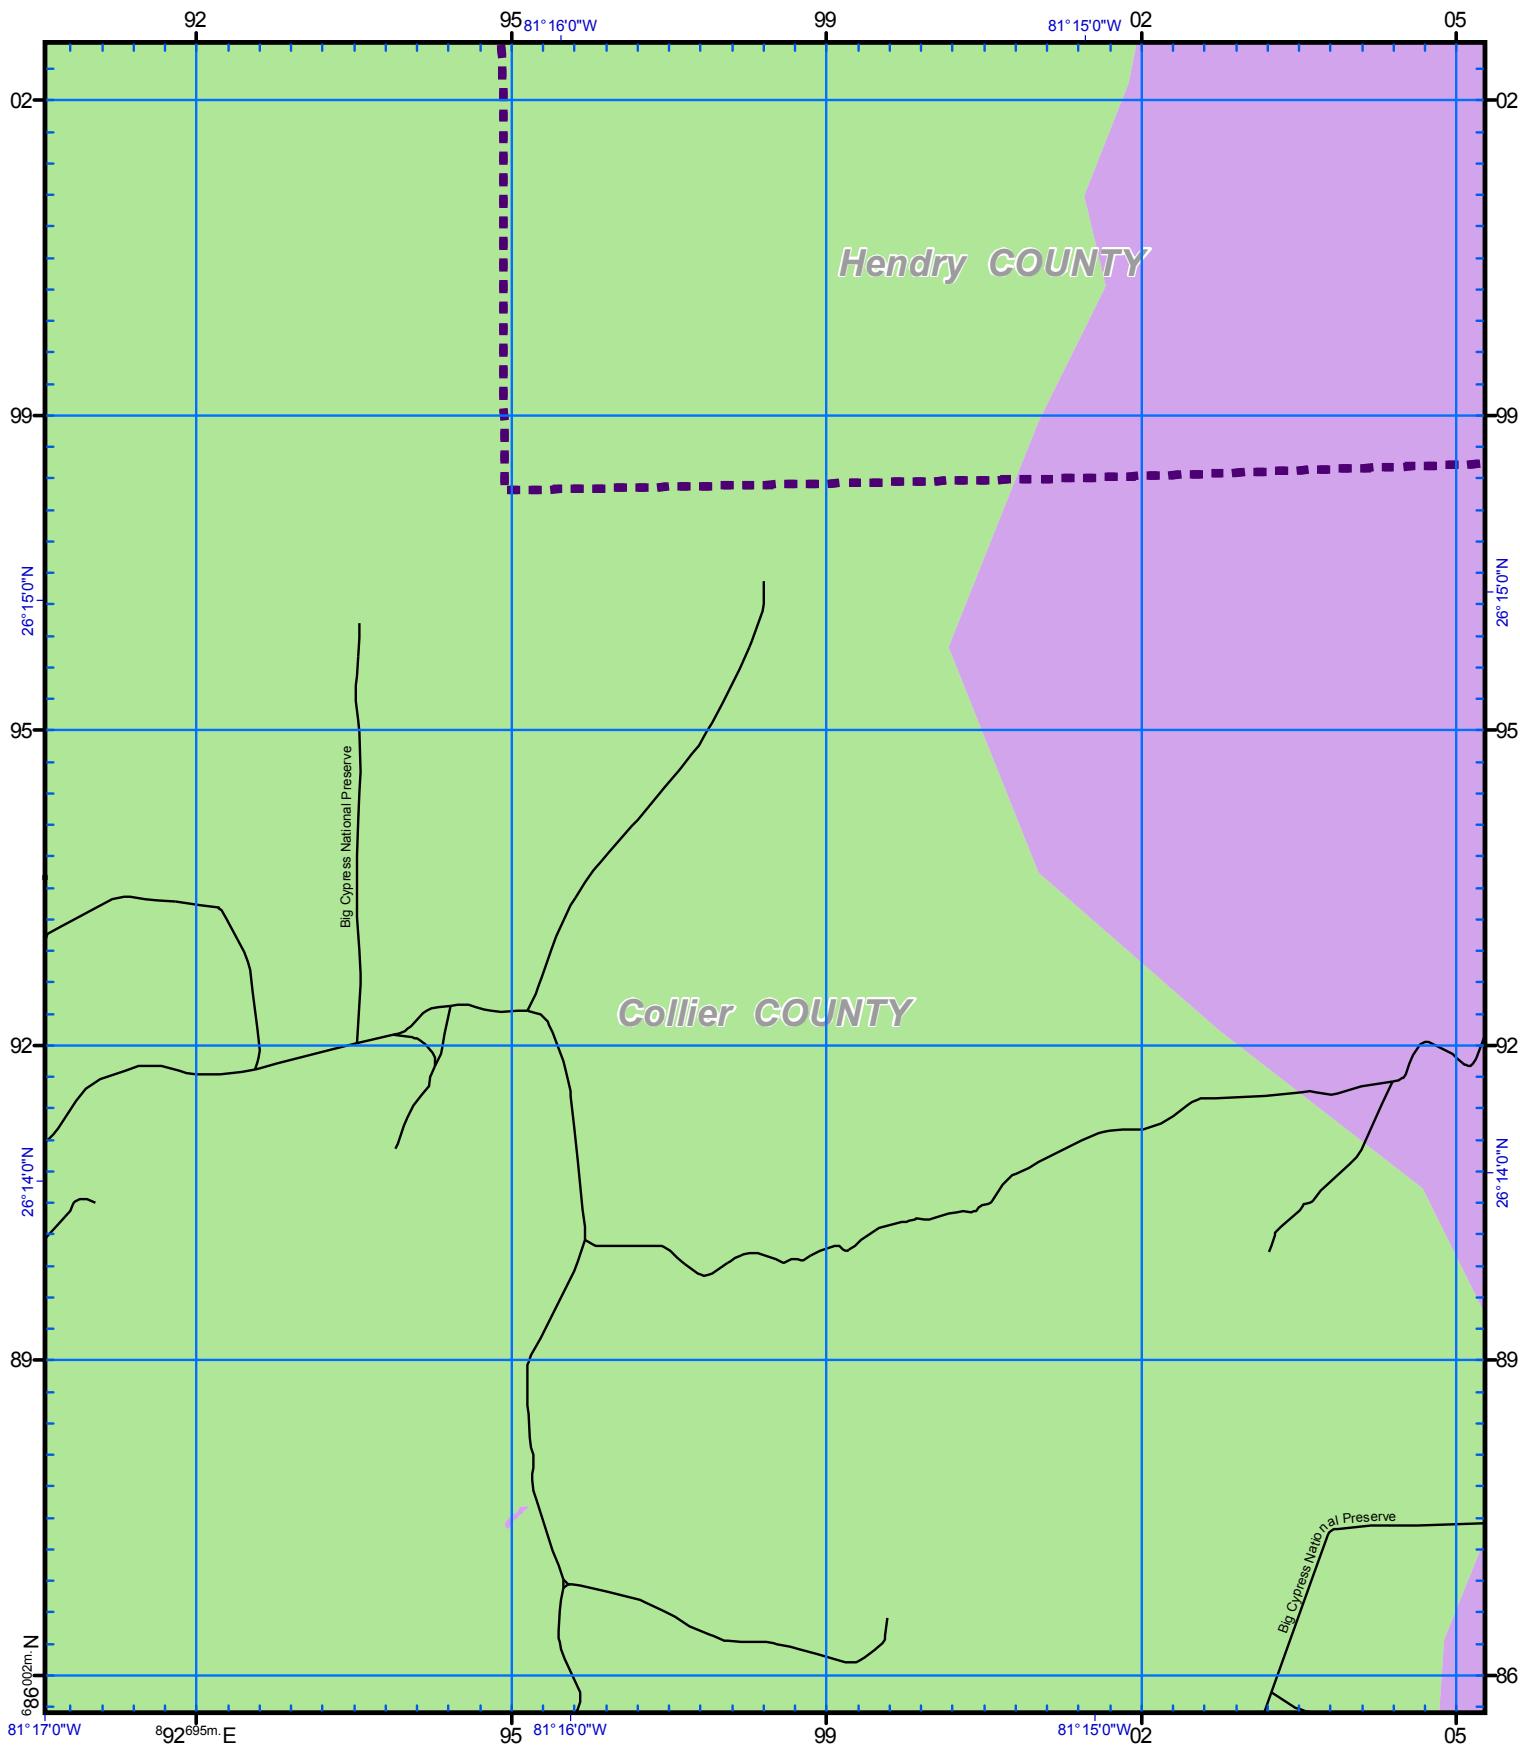 92 95 81°16'0"W 99 81°15'0"W 02 05
02 02
Hendry COUNTY
99 99
26°15'0"N 26°15'0"N
95 95
Big Cypress National Preserve
Collier COUNTY
92 92
26°14'0"N 26°14'0"N
89 89
Big Cypress National Preserve
686002m. N 86
81°17'0"W 892695m. E 95 81°16'0"W 99 81°15'0"W 02 05